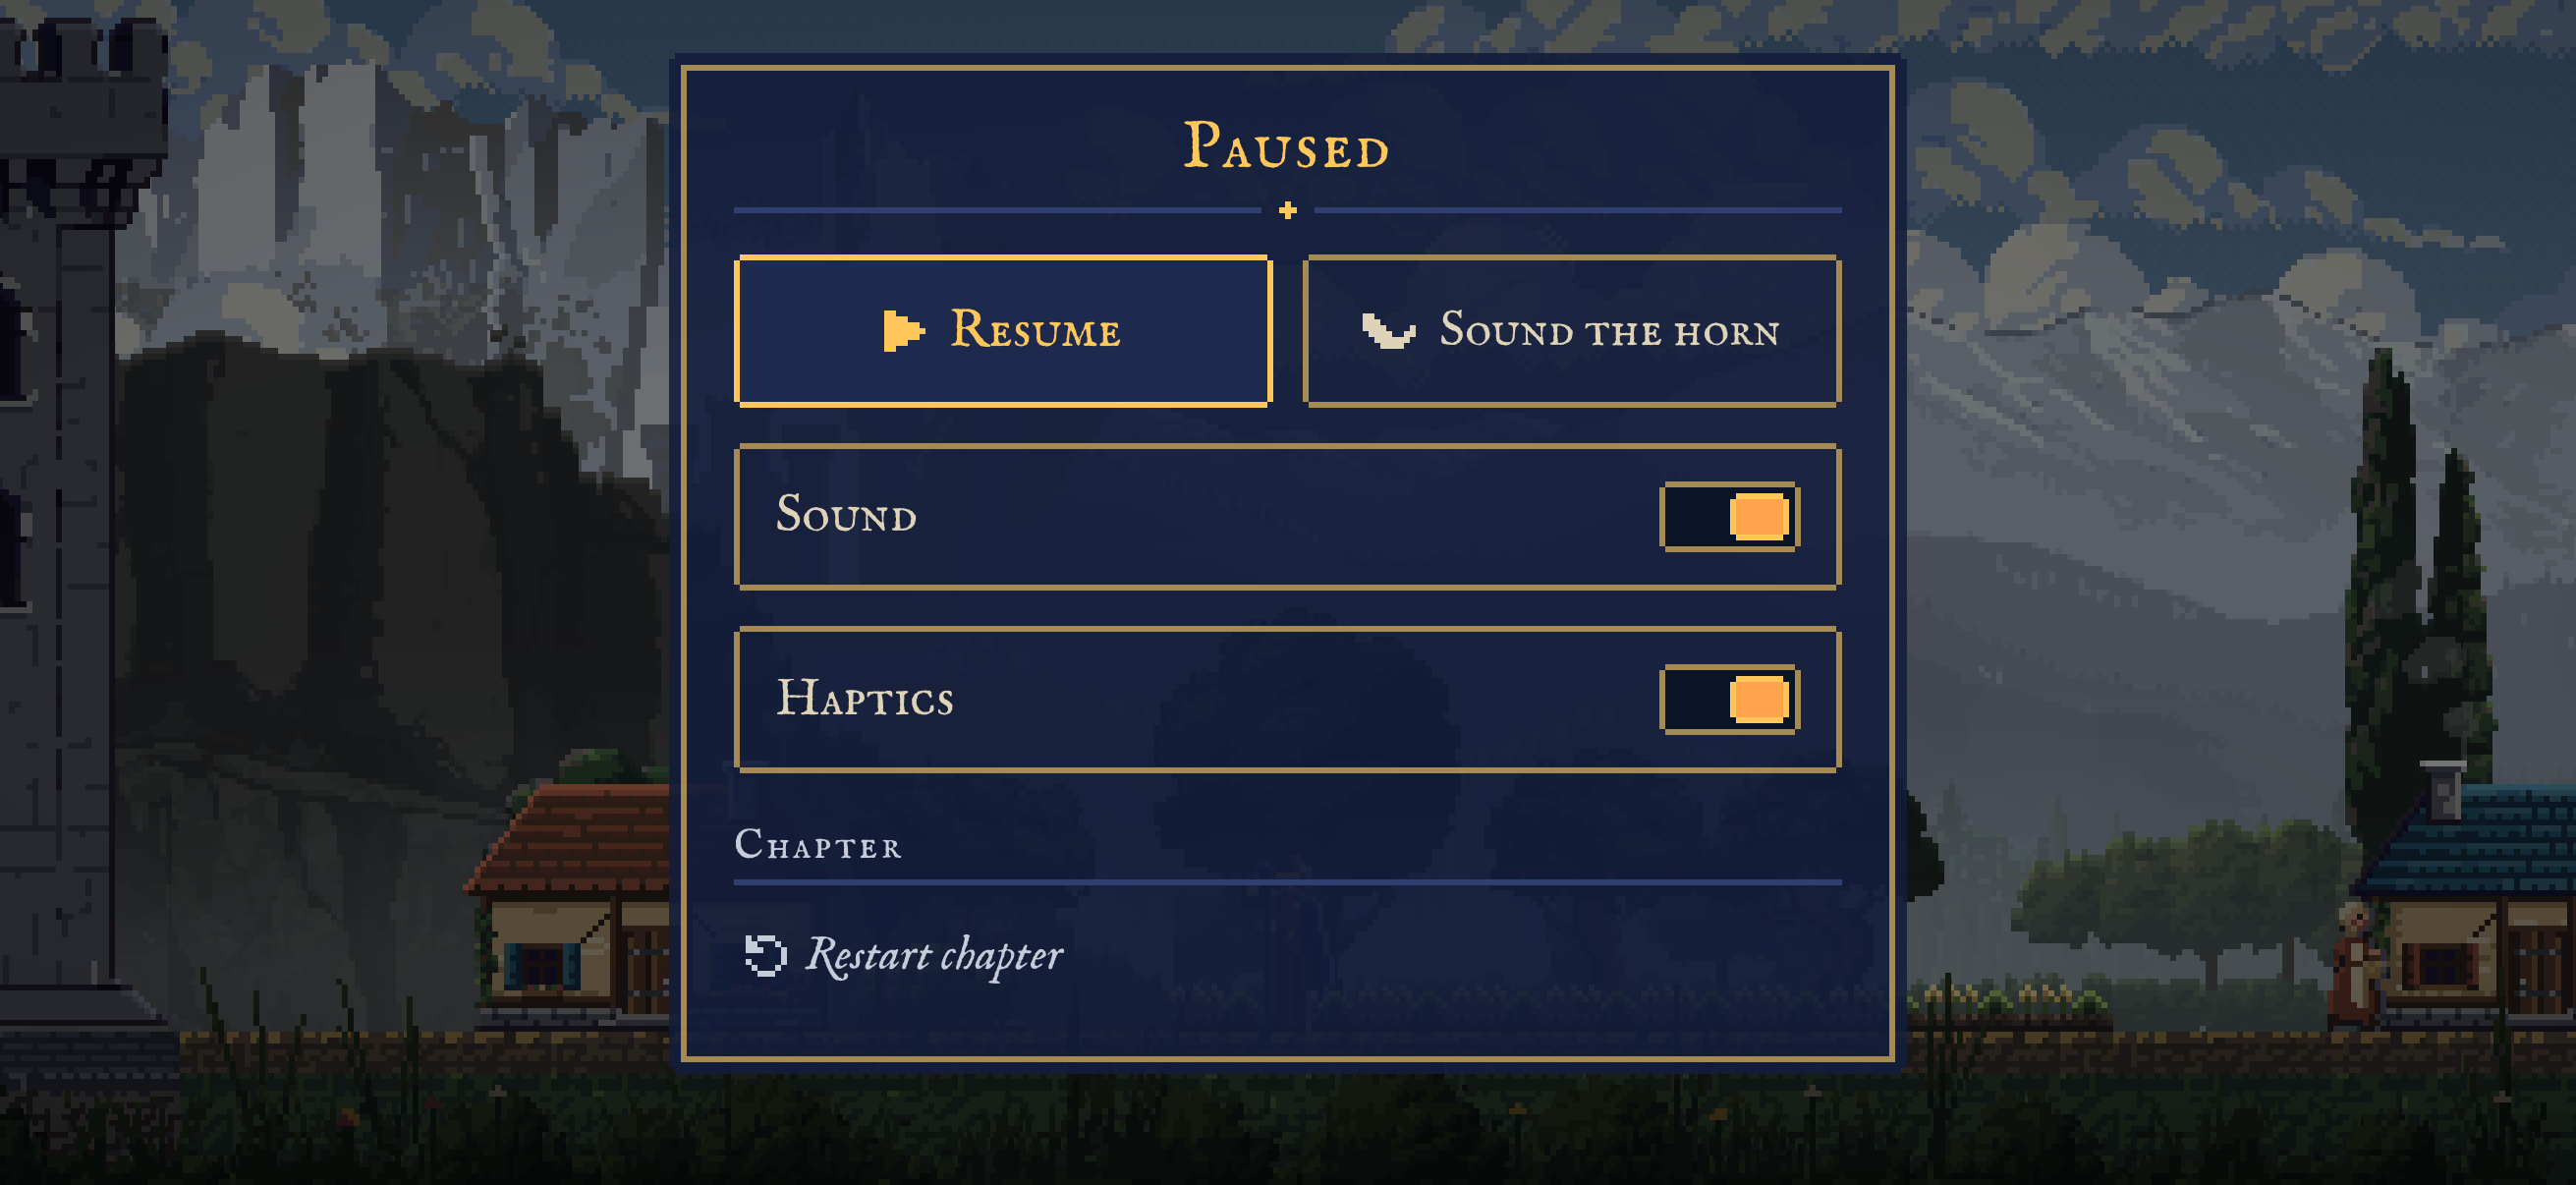 Paused
Resume
Sound the horn
Sound
Haptics
Chapter
Restart chapter